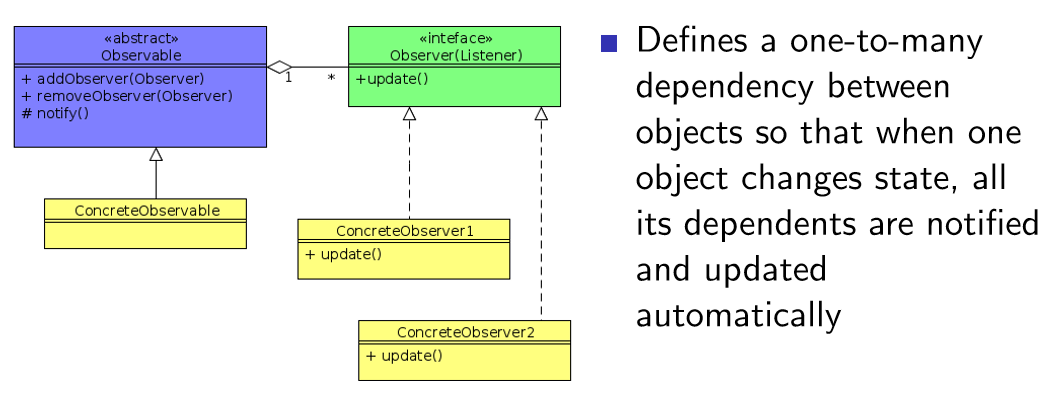 «abstract»
Observable
+ addObserver(Observer)
+ removeObserver(Observer)
# notify()
1
*
«inteface»
Observer(Listener)
+update()
ConcreteObservable
ConcreteObserver1
+ update()
ConcreteObserver2
+ update()
Defines a one-to-many
dependency between
objects so that when one
object changes state, all
its dependents are notified
and updated
automatically